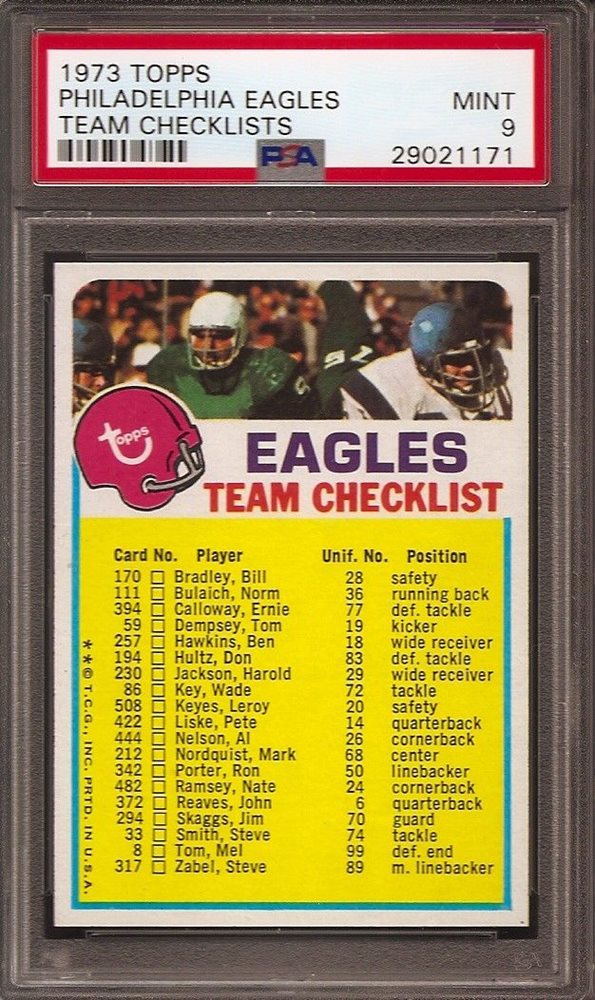 1973 TOPPS
PHILADELPHIA EAGLES MINT
TEAM CHECKLISTS 9
PSA 29021171
topps
EAGLES
TEAM CHECKLIST
Card No. Player Unif. No. Position
170 □ Bradley, Bill 28 safety
111 □ Bulaich, Norm 36 running back
394 □ Calloway, Ernie 77 def. tackle
59 □ Dempsey, Tom 19 kicker
257 □ Hawkins, Ben 18 wide receiver
194 □ Hultz, Don 83 def. tackle
230 □ Jackson, Harold 29 wide receiver
86 □ Key, Wade 72 tackle
508 □ Keyes, Leroy 20 safety
422 □ Liske, Pete 14 quarterback
444 □ Nelson, Al 26 cornerback
212 □ Nordquist, Mark 68 center
342 □ Porter, Ron 50 linebacker
482 □ Ramsey, Nate 24 cornerback
372 □ Reaves, John 6 quarterback
294 □ Skaggs, Jim 70 guard
33 □ Smith, Steve 74 tackle
8 □ Tom, Mel 99 def. end
317 □ Zabel, Steve 89 m. linebacker
* * © T.C.G., INC. PRTD. IN U.S.A.